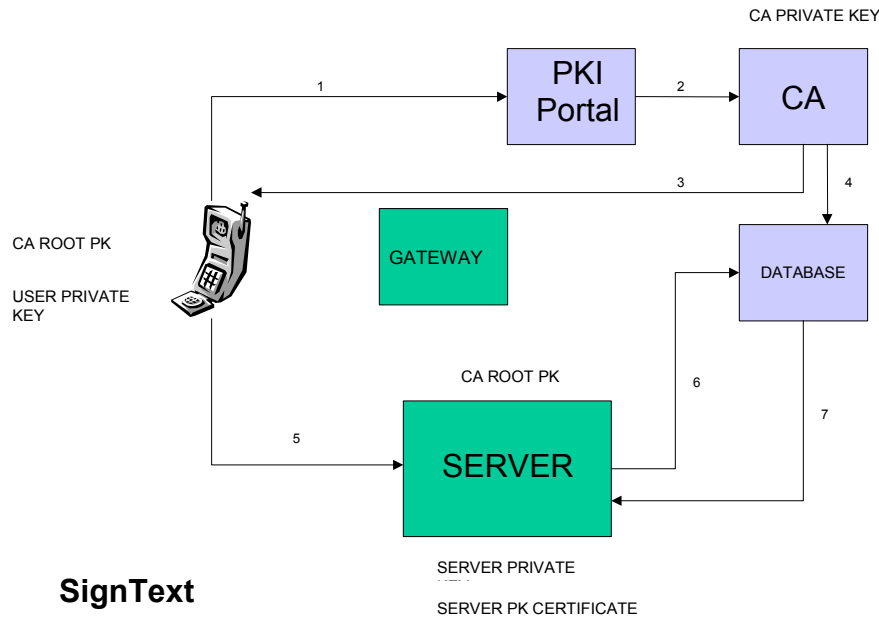 CA PRIVATE KEY
PKI
Portal
CA
1
2
3
4
CA ROOT PK
USER PRIVATE
KEY
GATEWAY
DATABASE
CA ROOT PK
6
7
5
SERVER
SERVER PRIVATE
SERVER PK CERTIFICATE
SignText